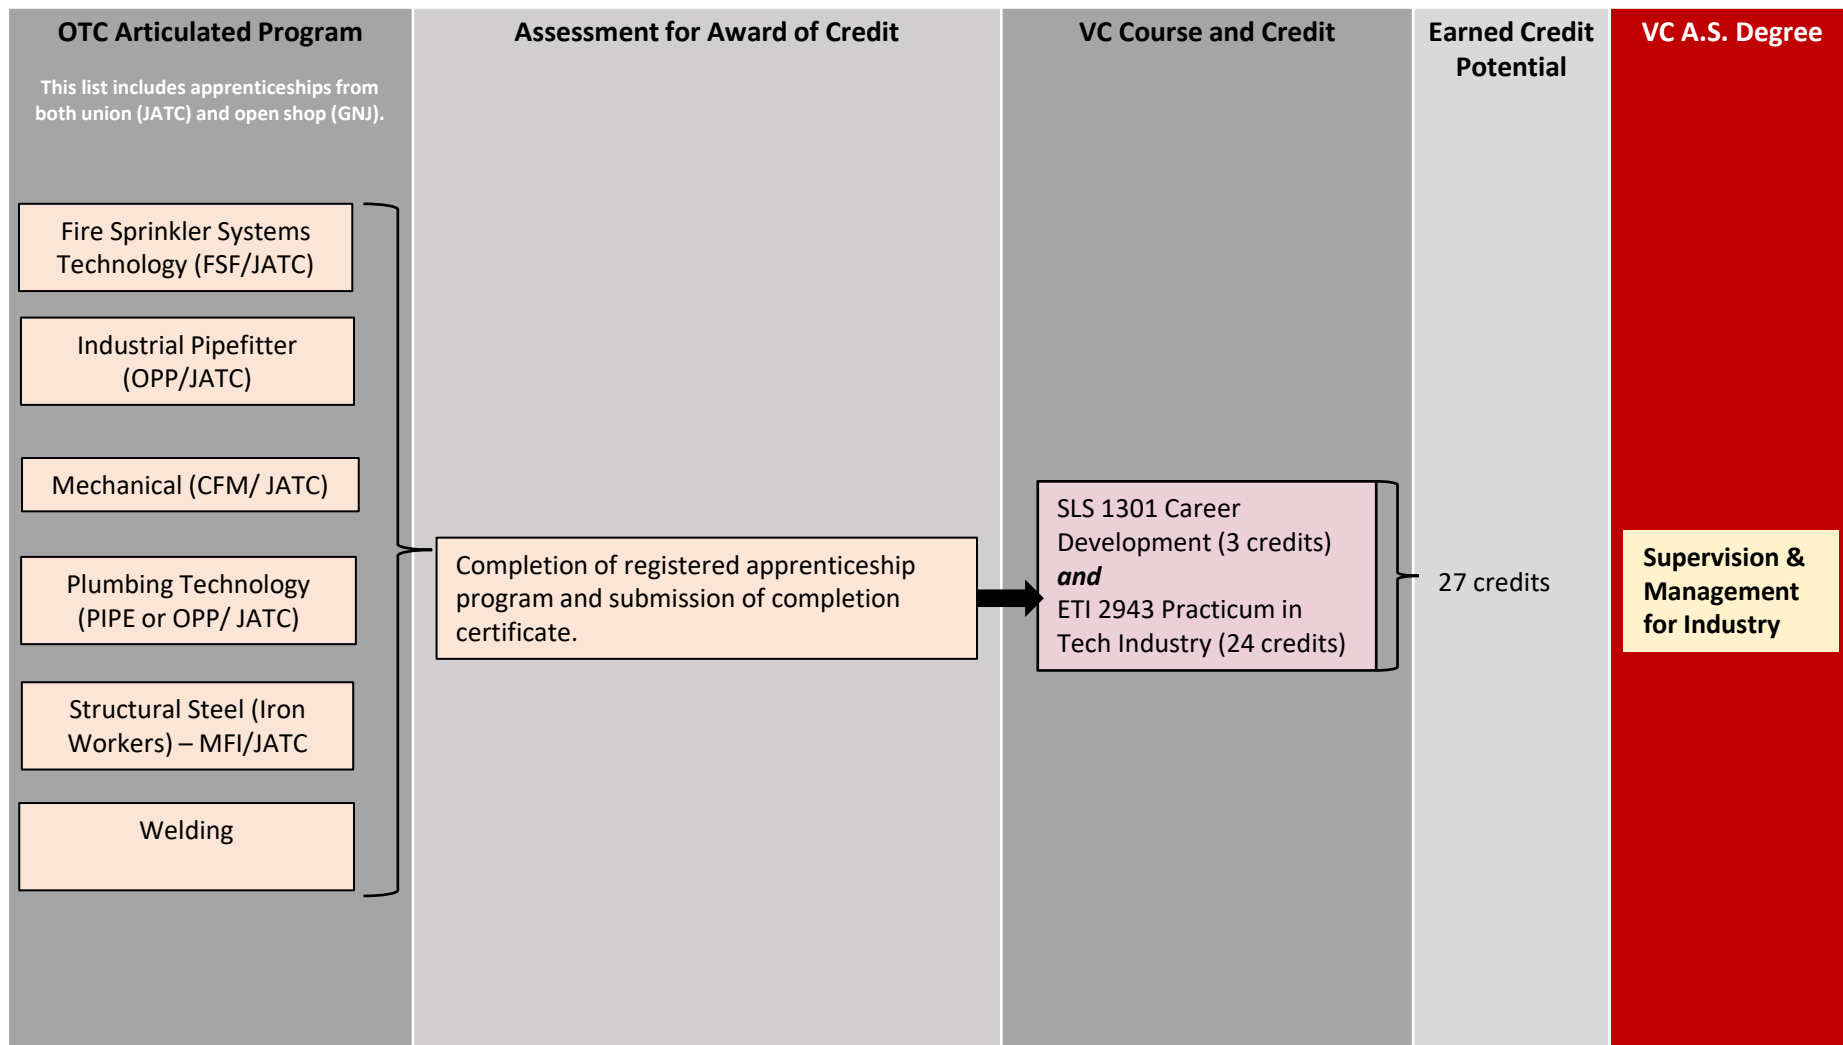 OTC Articulated Program
This list includes apprenticeships from
both union (JATC) and open shop (GNJ).
Assessment for Award of Credit
VC Course and Credit
Earned Credit
Potential
VC A.S. Degree
Fire Sprinkler Systems
Technology (FSF/JATC)
Industrial Pipefitter
(OPP/JATC)
Mechanical (CFM/ JATC)
Plumbing Technology
(PIPE or OPP/ JATC)
Structural Steel (Iron
Workers) – MFI/JATC
Welding
Completion of registered apprenticeship
program and submission of completion
certificate.
SLS 1301 Career
Development (3 credits)
and
ETI 2943 Practicum in
Tech Industry (24 credits)
27 credits
Supervision &
Management
for Industry